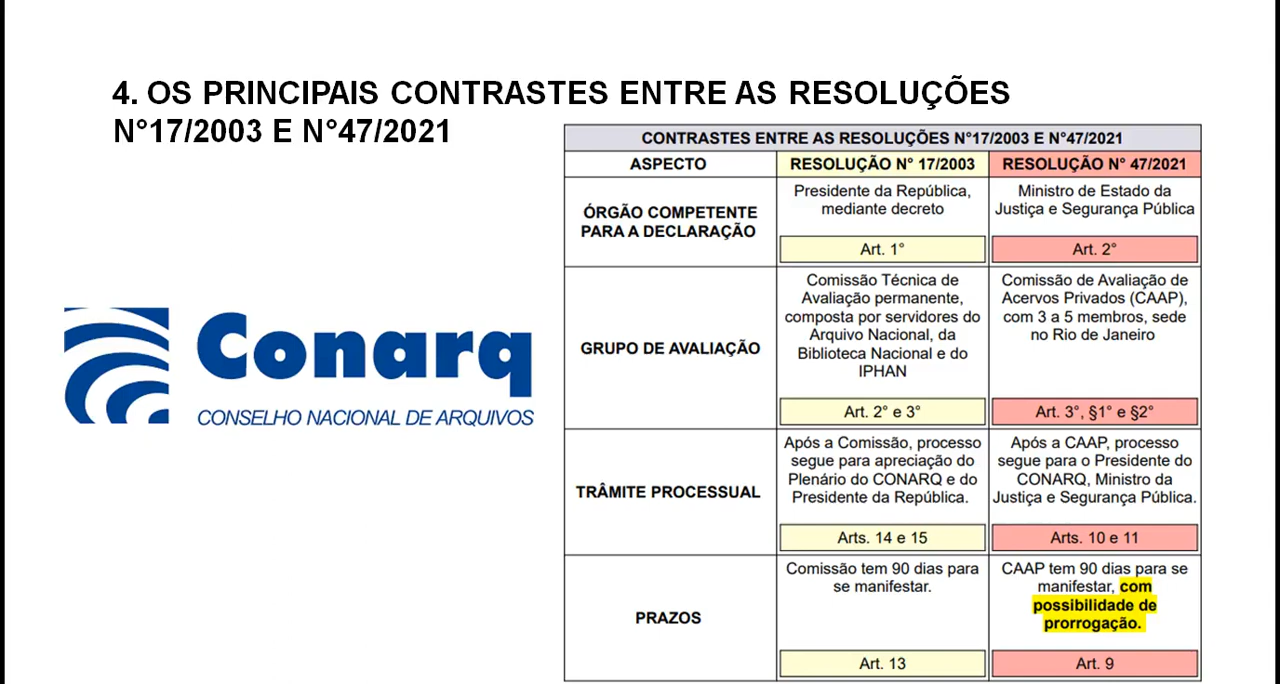 4. OS PRINCIPAIS CONTRASTES ENTRE AS RESOLUÇÕES
N°17/2003 E N°47/2021
Conarq
CONSELHO NACIONAL DE ARQUIVOS
CONTRASTES ENTRE AS RESOLUÇÕES N°17/2003 E N°47/2021
ASPECTO
RESOLUÇÃO N° 17/2003
RESOLUÇÃO N° 47/2021
ÓRGÃO COMPETENTE
PARA A DECLARAÇÃO
Presidente da República,
mediante decreto
Art. 1°
Ministro de Estado da
Justiça e Segurança Pública
Art. 2°
GRUPO DE AVALIAÇÃO
Comissão Técnica de
Avaliação permanente,
composta por servidores do
Arquivo Nacional, da
Biblioteca Nacional e do
IPHAN
Art. 2° e 3°
Comissão de Avaliação de
Acervos Privados (CAAP),
com 3 a 5 membros, sede
no Rio de Janeiro
Art. 3°, §1° e §2°
TRÂMITE PROCESSUAL
Após a Comissão, processo
segue para apreciação do
Plenário do CONARQ e do
Presidente da República.
Arts. 14 e 15
Após a CAAP, processo
segue para o Presidente do
CONARQ, Ministro da
Justiça e Segurança Pública.
Arts. 10 e 11
PRAZOS
Comissão tem 90 dias para
se manifestar.
Art. 13
CAAP tem 90 dias para se
manifestar, com
possibilidade de
prorrogação.
Art. 9